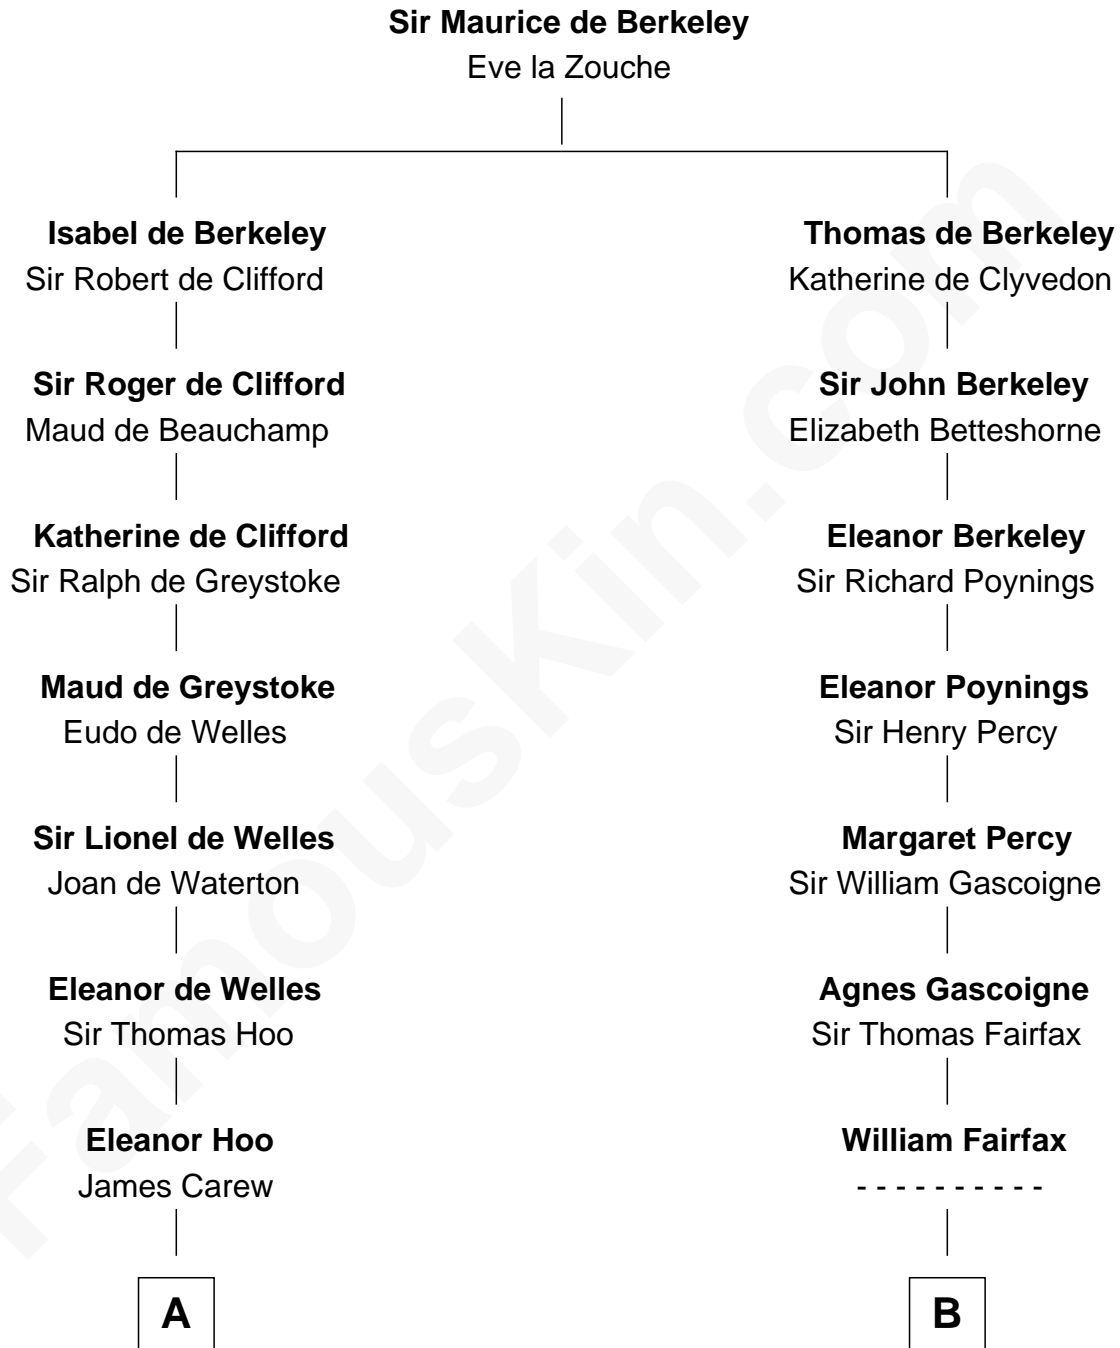 Sir Maurice de Berkeley
Eve la Zouche
Isabel de Berkeley
Sir Robert de Clifford
Thomas de Berkeley
Katherine de Clyvedon
Sir Roger de Clifford
Maud de Beauchamp
Sir John Berkeley
Elizabeth Betteshorne
Katherine de Clifford
Sir Ralph de Greystoke
Eleanor Berkeley
Sir Richard Poynings
Maud de Greystoke
Eudo de Welles
Eleanor Poynings
Sir Henry Percy
Sir Lionel de Welles
Joan de Waterton
Margaret Percy
Sir William Gascoigne
Eleanor de Welles
Sir Thomas Hoo
Agnes Gascoigne
Sir Thomas Fairfax
Eleanor Hoo
James Carew
William Fairfax
- - - - - - - - - -
A
B
FamousKin.com